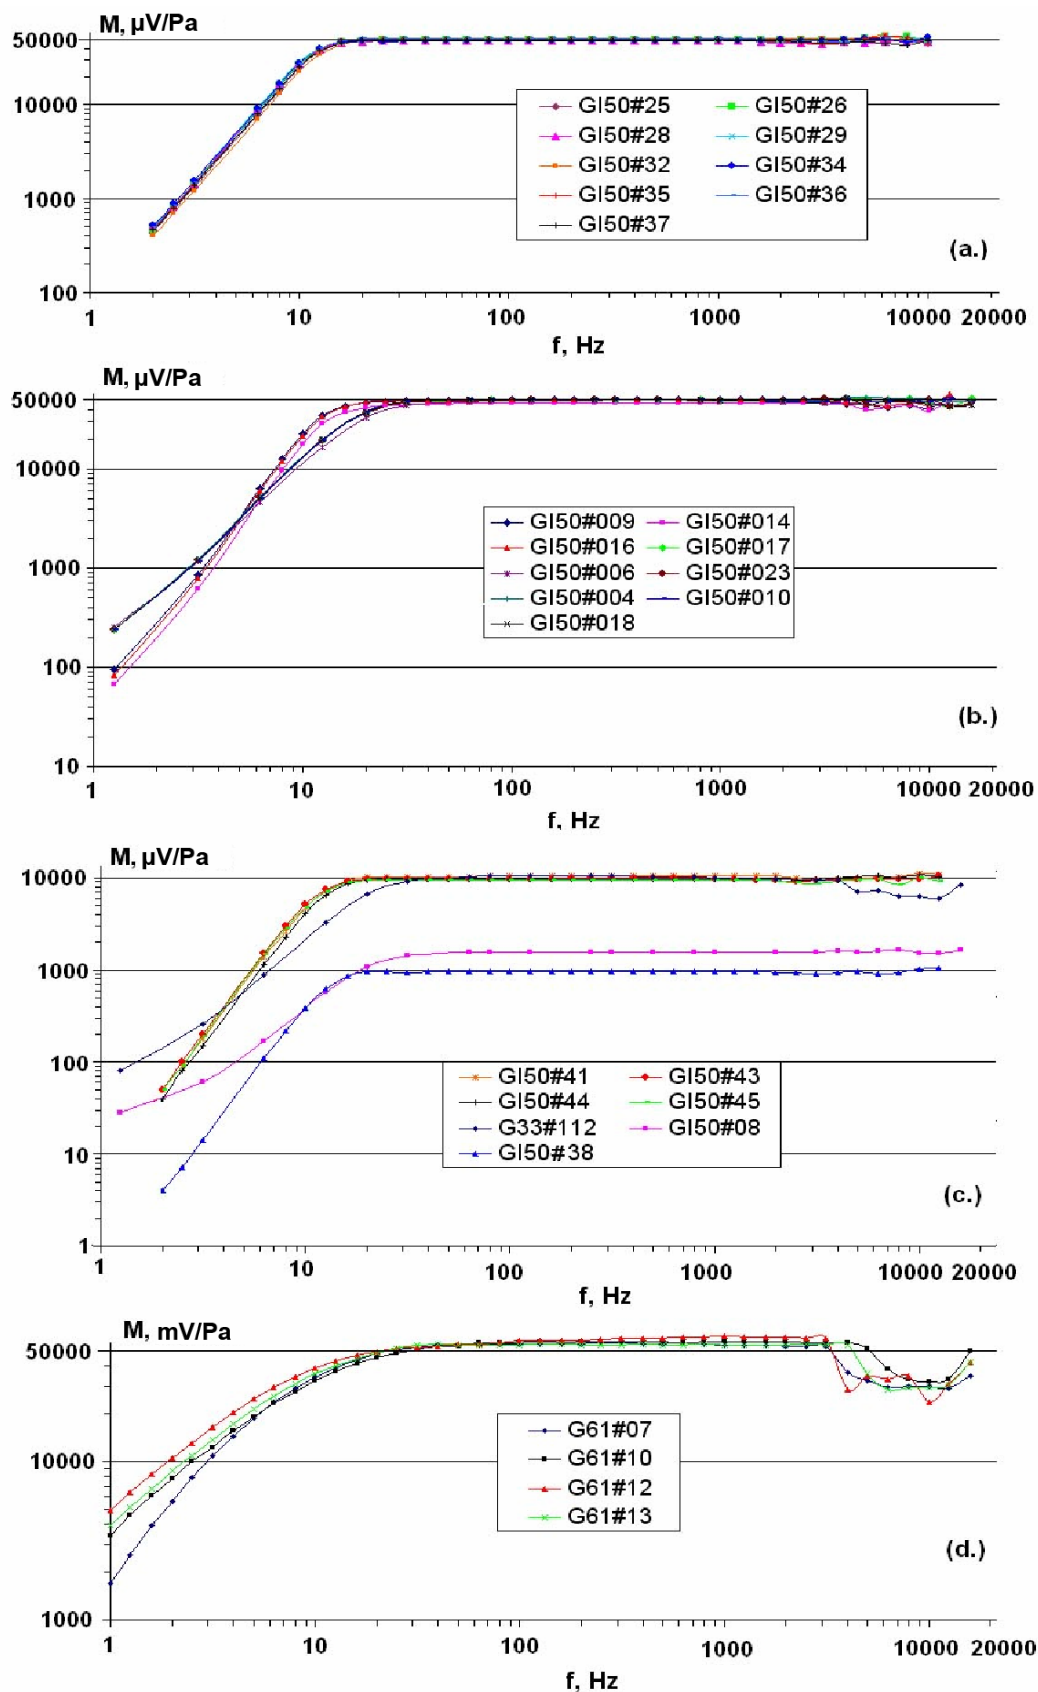 M, µV/Pa
50000
10000
1000
100
GI50#25 GI50#26
GI50#28 GI50#29
GI50#32 GI50#34
GI50#35 GI50#36
GI50#37
(a.)
1 10 100 1000 10000 20000
f, Hz
M, µV/Pa
50000
10000
1000
100
10
GI50#009 GI50#014
GI50#016 GI50#017
GI50#006 GI50#023
GI50#004 GI50#010
GI50#018
(b.)
1 10 100 1000 10000 20000
f, Hz
M, µV/Pa
10000
1000
100
10
1
GI50#41 GI50#43
GI50#44 GI50#45
G33#112 GI50#08
GI50#38
(c.)
1 10 100 1000 10000 20000
f, Hz
M, mV/Pa
50000
10000
1000
G61#07
G61#10
G61#12
G61#13
(d.)
1 10 100 1000 10000 20000
f, Hz